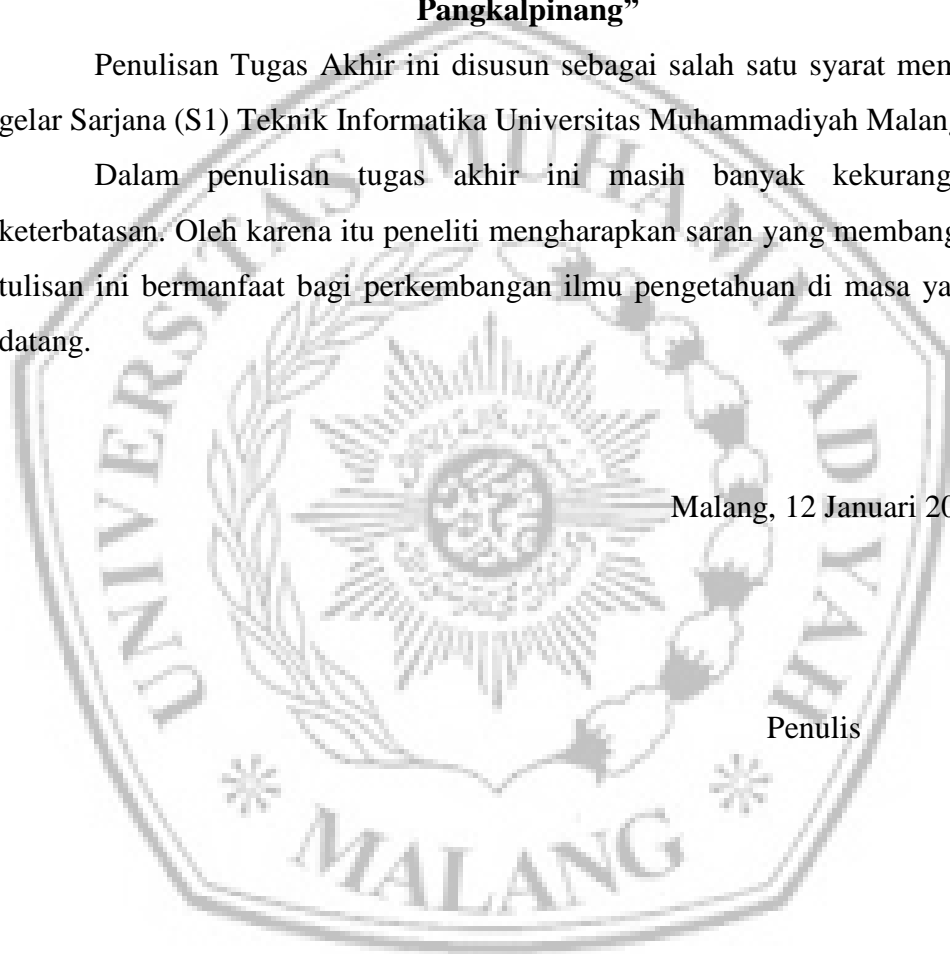 Pangkalpinang”
Penulisan Tugas Akhir ini disusun sebagai salah satu syarat men
gelar Sarjana (S1) Teknik Informatika Universitas Muhammadiyah Malang
Dalam penulisan tugas akhir ini masih banyak kekurang
keterbatasan. Oleh karena itu peneliti mengharapkan saran yang membang
tulisan ini bermanfaat bagi perkembangan ilmu pengetahuan di masa ya
datang.
Malang, 12 Januari 20
Penulis
UNIVERSITAS MUHAMMADIYAH
MALANG